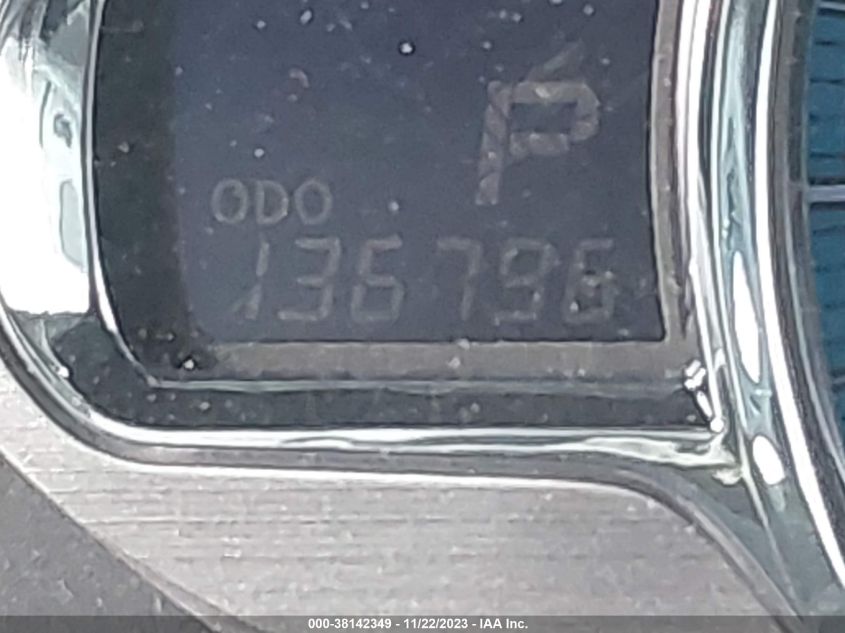 P
ODO
136796
000-38142349 - 11/22/2023 - IAA Inc.